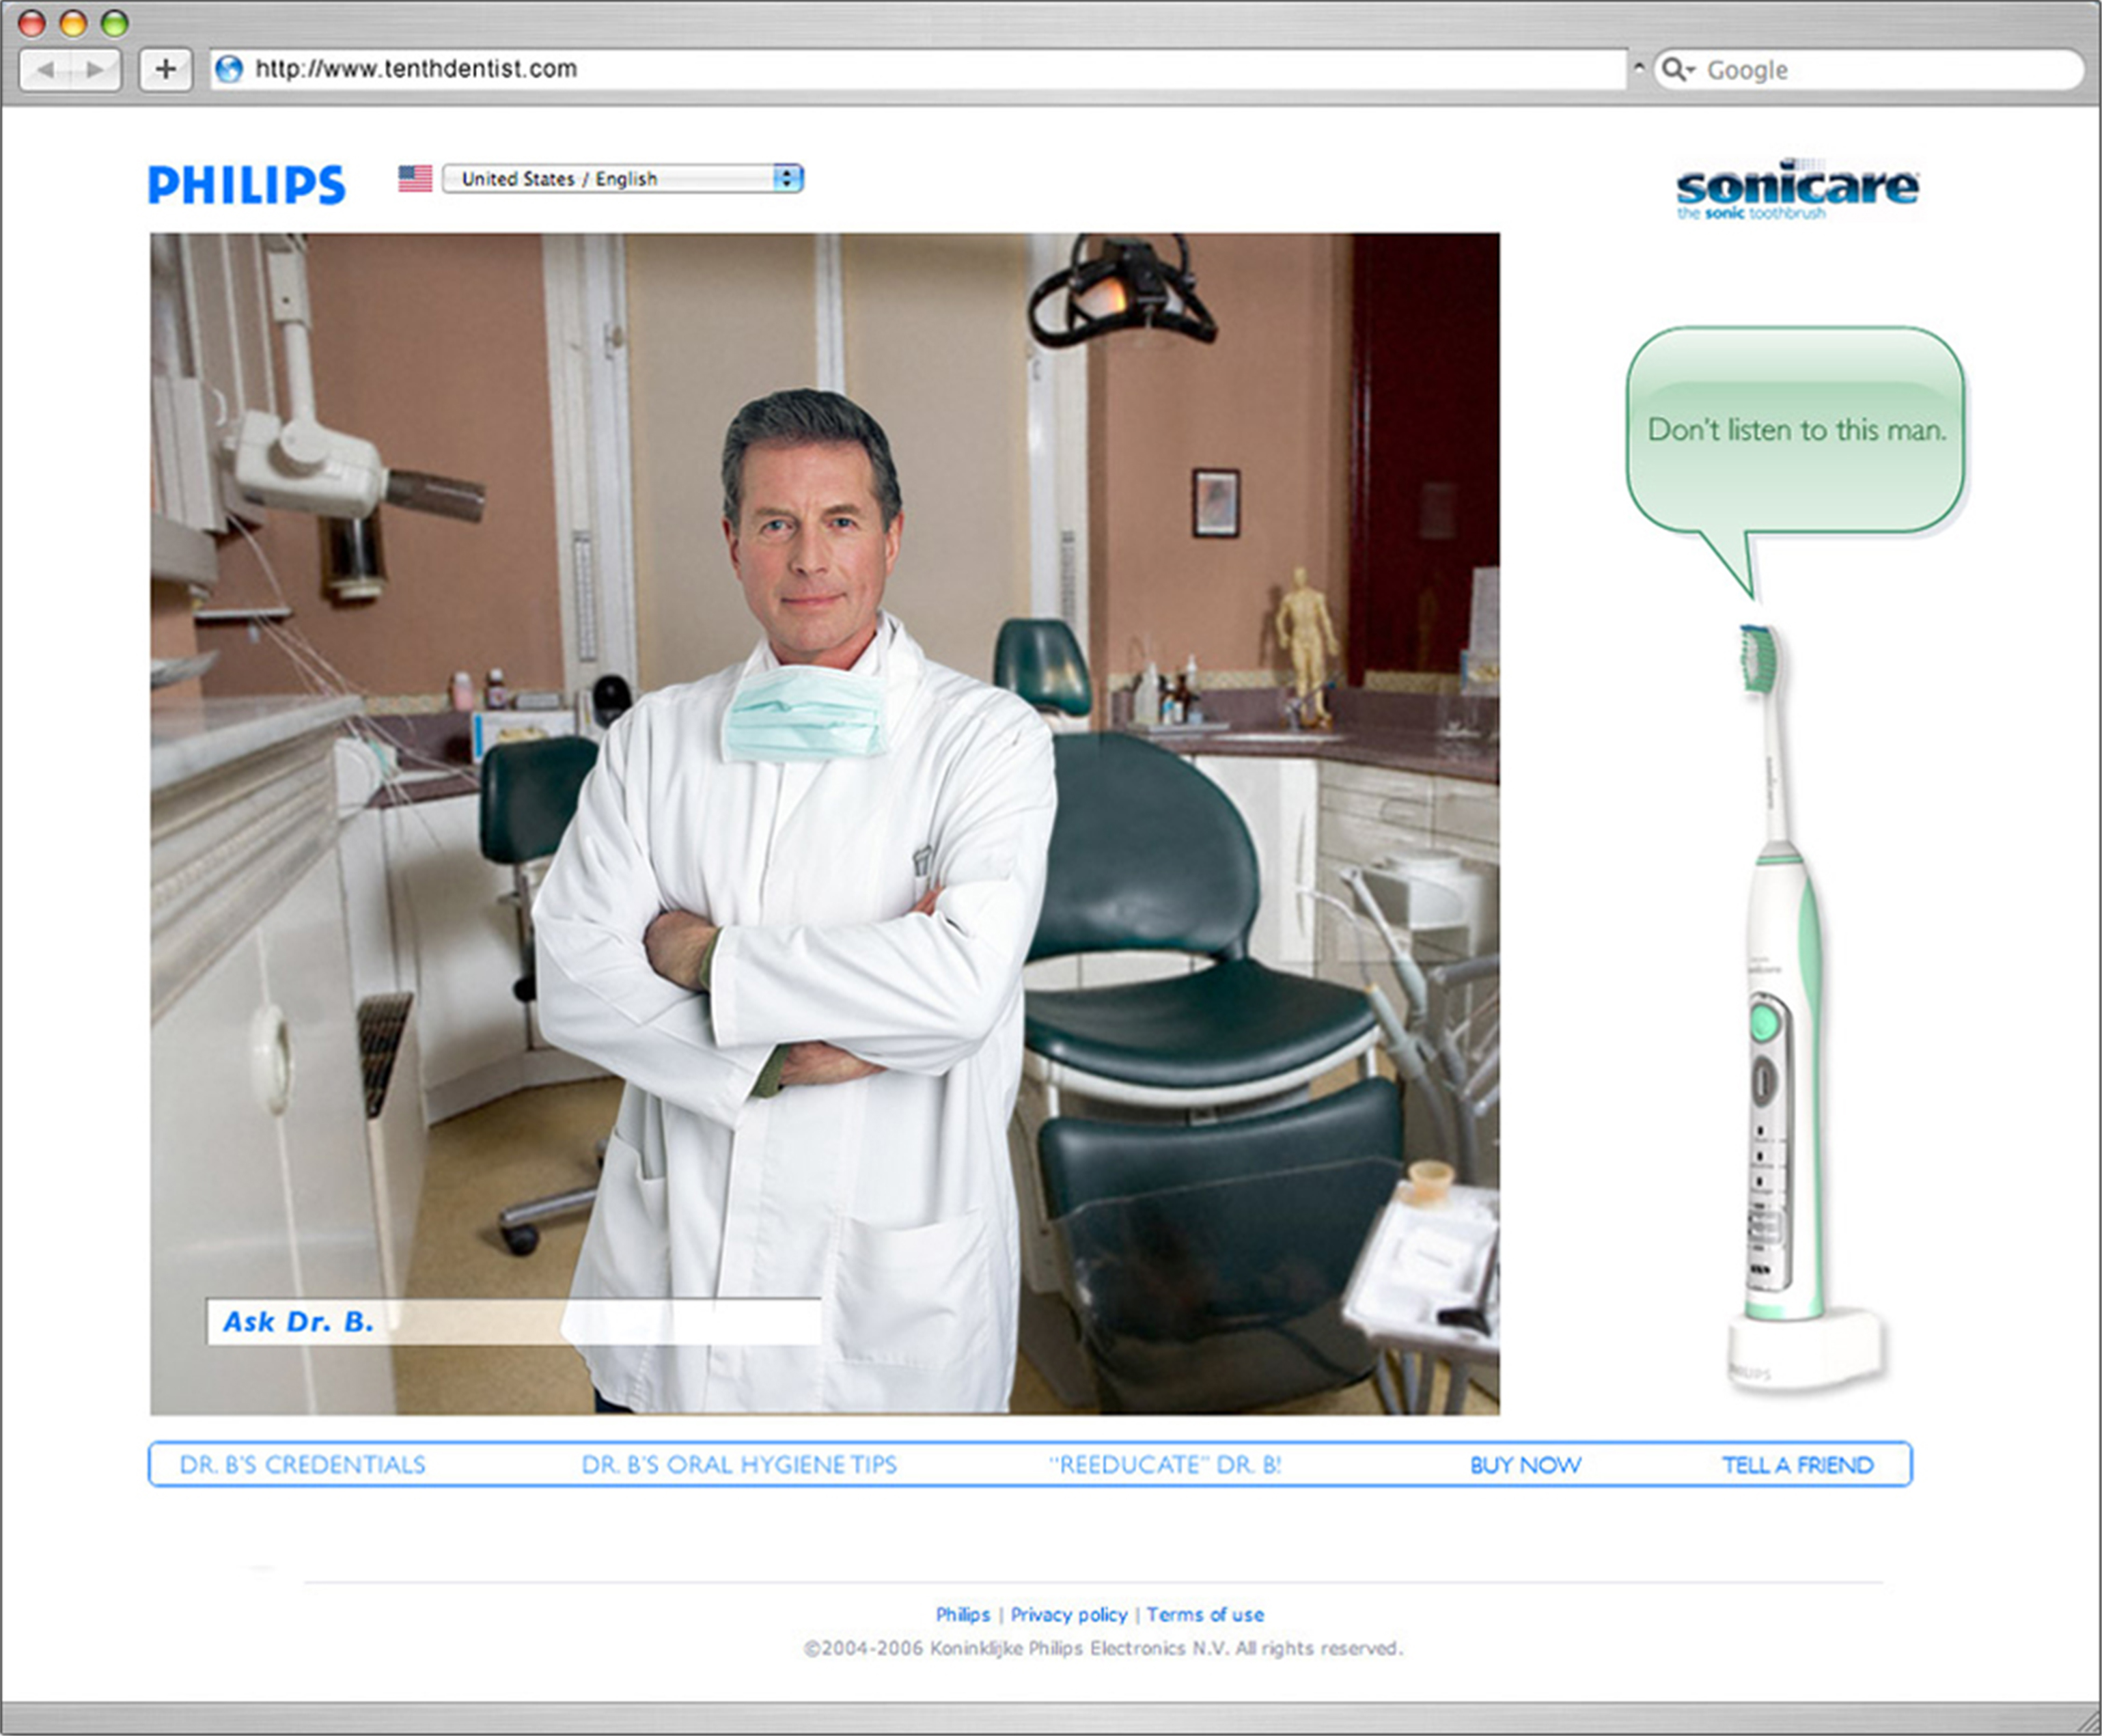 http://www.tenthdentist.com
Google
PHILIPS
United States / English
sonicare
the sonic toothbrush
Don't listen to this man.
sonicare
PHILIPS
Ask Dr. B.
DR. B'S CREDENTIALS
DR. B'S ORAL HYGIENE TIPS
"REEDUCATE" DR. B!
BUY NOW
TELL A FRIEND
Philips | Privacy policy | Terms of use
©2004-2006 Koninklijke Philips Electronics N.V. All rights reserved.